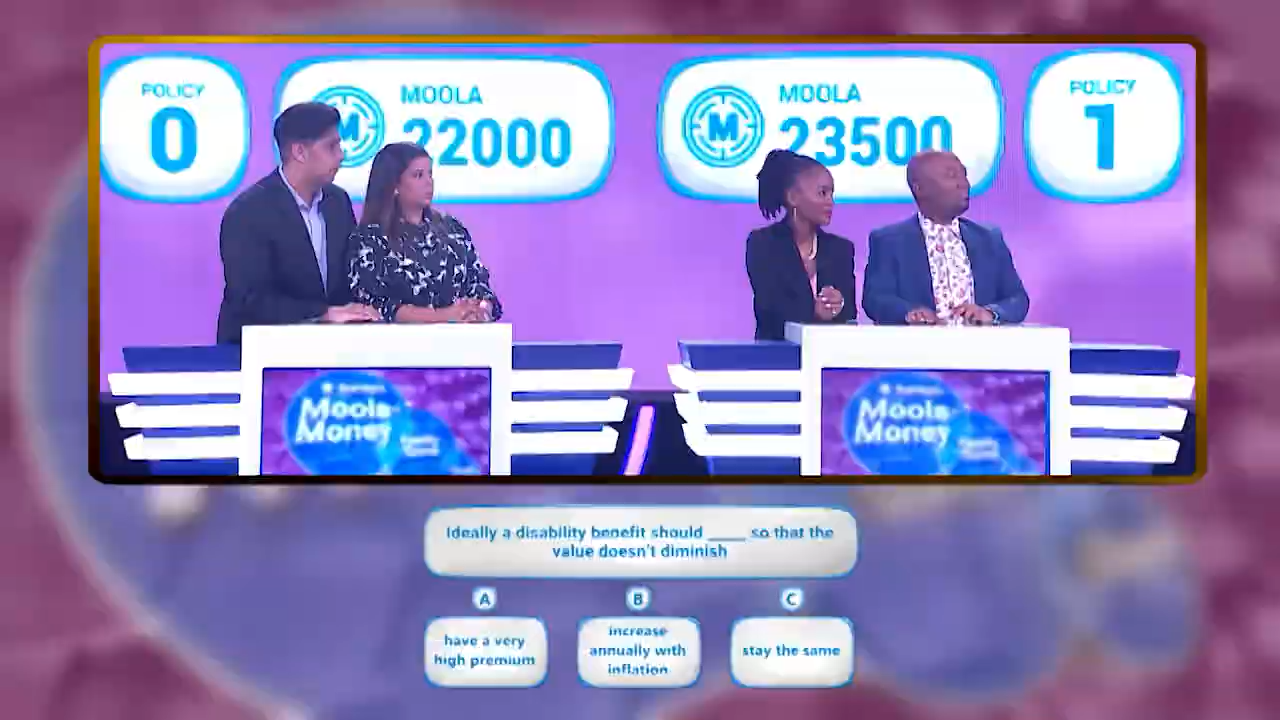 POLICY
0
MOOLA
M
22000
MOOLA
M
23500
POLICY
1
Moola
Money
Moola
Money
Ideally a disability benefit should ____ so that the
value doesn't diminish
A
B
C
have a very
high premium
increase
annually with
inflation
stay the same